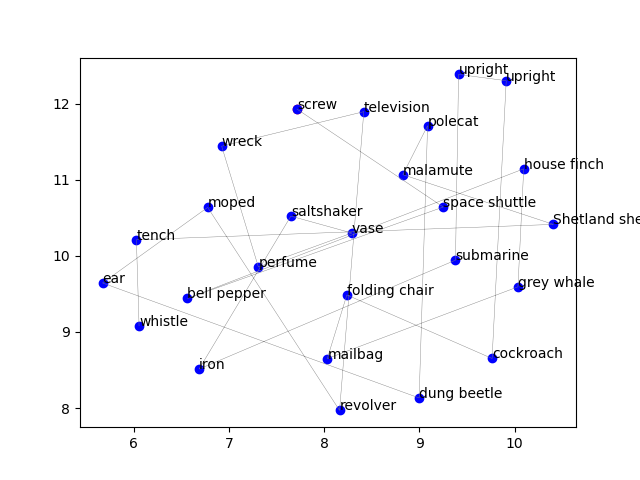 upright
upright
12
screw
television
polecat
wreck
11
malamute
house finch
moped
saltshaker
space shuttle
vase
Shetland she
tench
10
perfume
submarine
ear
bell pepper
folding chair
grey whale
whistle
9
iron
mailbag
cockroach
dung beetle
revolver
8
6 7 8 9 10